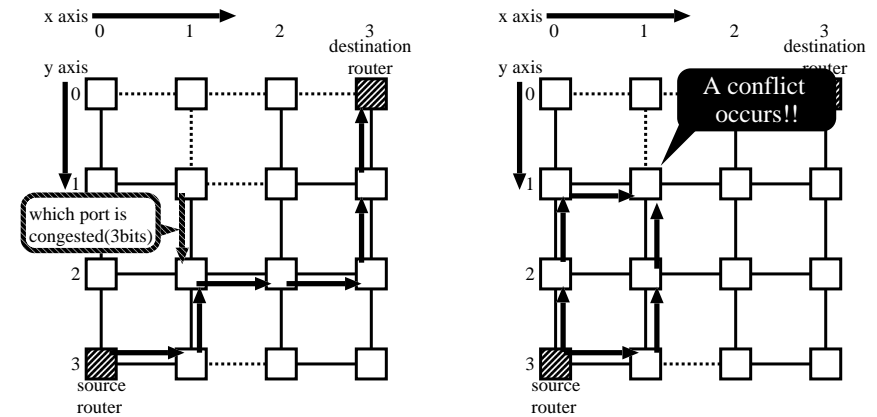 x axis
0 1 2 3
destination
router
y axis
0
1
which port is
congested(3bits)
2
3
source
router
x axis
0 1 2 3
destination
router
y axis
0
A conflict
occurs!!
1
2
3
source
router